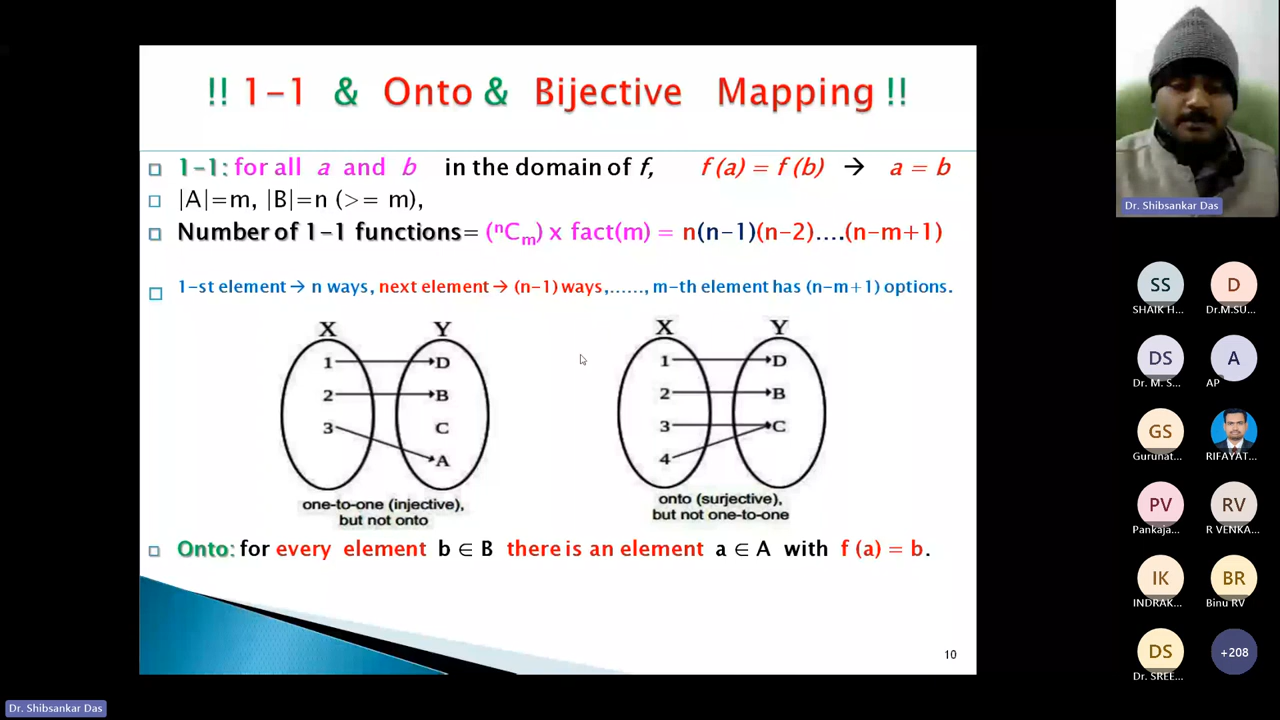 !! 1-1 & Onto & Bijective Mapping !!
1-1: for all a and b in the domain of f, f (a) = f (b) → a = b
|A|=m, |B|=n (>= m),
Number of 1-1 functions= (ⁿCₘ) x fact(m) = n(n-1)(n-2)....(n-m+1)
1-st element → n ways, next element → (n-1) ways,......, m-th element has (n-m+1) options.
X Y
1 D
2 B
3 C
A
one-to-one (injective),
but not onto
X Y
1 D
2 B
3 C
4
onto (surjective),
but not one-to-one
Onto: for every element b ∈ B there is an element a ∈ A with f (a) = b.
10
Dr. Shibsankar Das
SS
SHAIK H...
D
Dr.M.SU...
DS
Dr. M. S...
A
AP
GS
Gurunat...
RIFAYAT...
PV
Pankaja...
RV
R VENKA...
IK
INDRAK...
BR
Binu RV
DS
Dr. SREE...
+208
Dr. Shibsankar Das